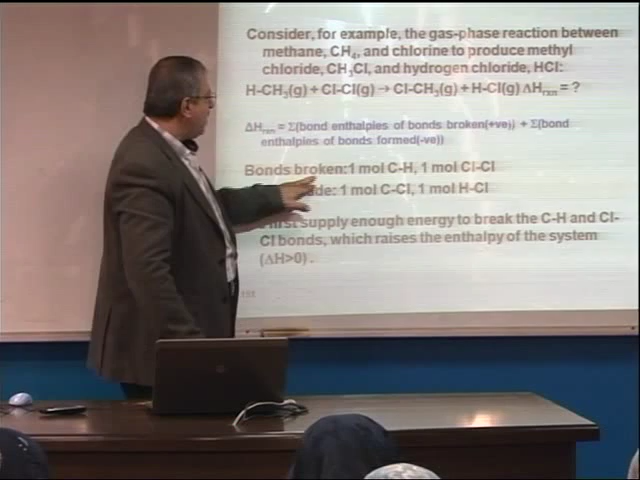 Consider, for example, the gas-phase reaction between
methane, CH₄, and chlorine to produce methyl
chloride, CH₃Cl, and hydrogen chloride, HCl:
H-CH₃(g) + Cl-Cl(g) → Cl-CH₃(g) + H-Cl(g) ΔHrxn = ?
ΔHrxn = Σ(bond enthalpies of bonds broken(+ve)) + Σ(bond
enthalpies of bonds formed(-ve))
Bonds broken:1 mol C-H, 1 mol Cl-Cl
ade: 1 mol C-Cl, 1 mol H-Cl
first supply enough energy to break the C-H and Cl-
Cl bonds, which raises the enthalpy of the system
(ΔH>0) .